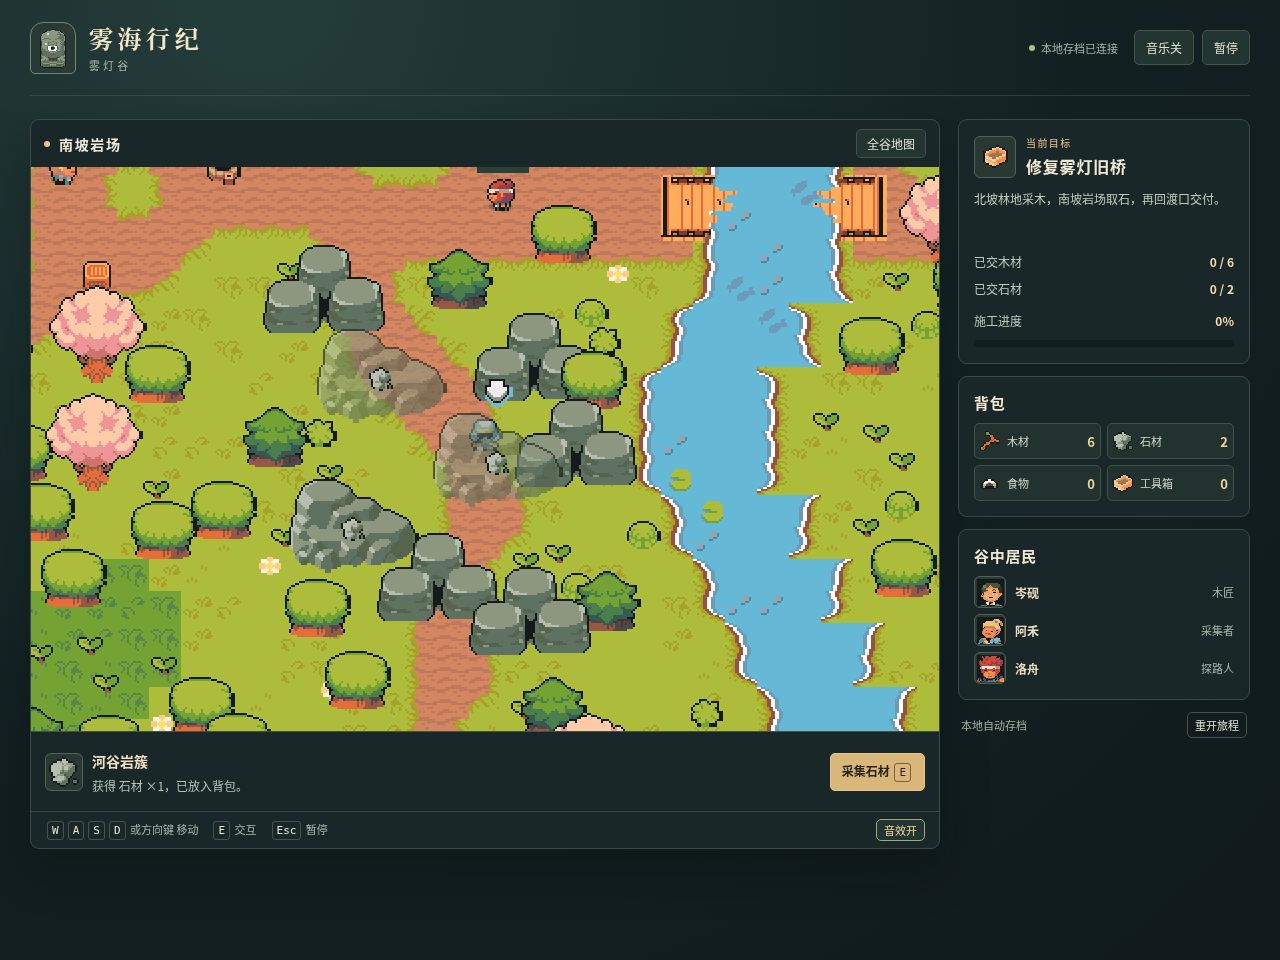 雾海行纪
雾灯谷
本地存档已连接
音乐关
暂停
南坡岩场
全谷地图
当前目标
修复雾灯旧桥
北坡林地采木，南坡岩场取石，再回渡口交付。
已交木材 0 / 6
已交石材 0 / 2
施工进度 0%
背包
木材 6
石材 2
食物 0
工具箱 0
谷中居民
岑砚 木匠
阿禾 采集者
洛舟 探路人
本地自动存档
重开旅程
河谷岩簇
获得 石材 ×1，已放入背包。
采集石材 E
W A S D 或方向键 移动 E 交互 Esc 暂停
音效开